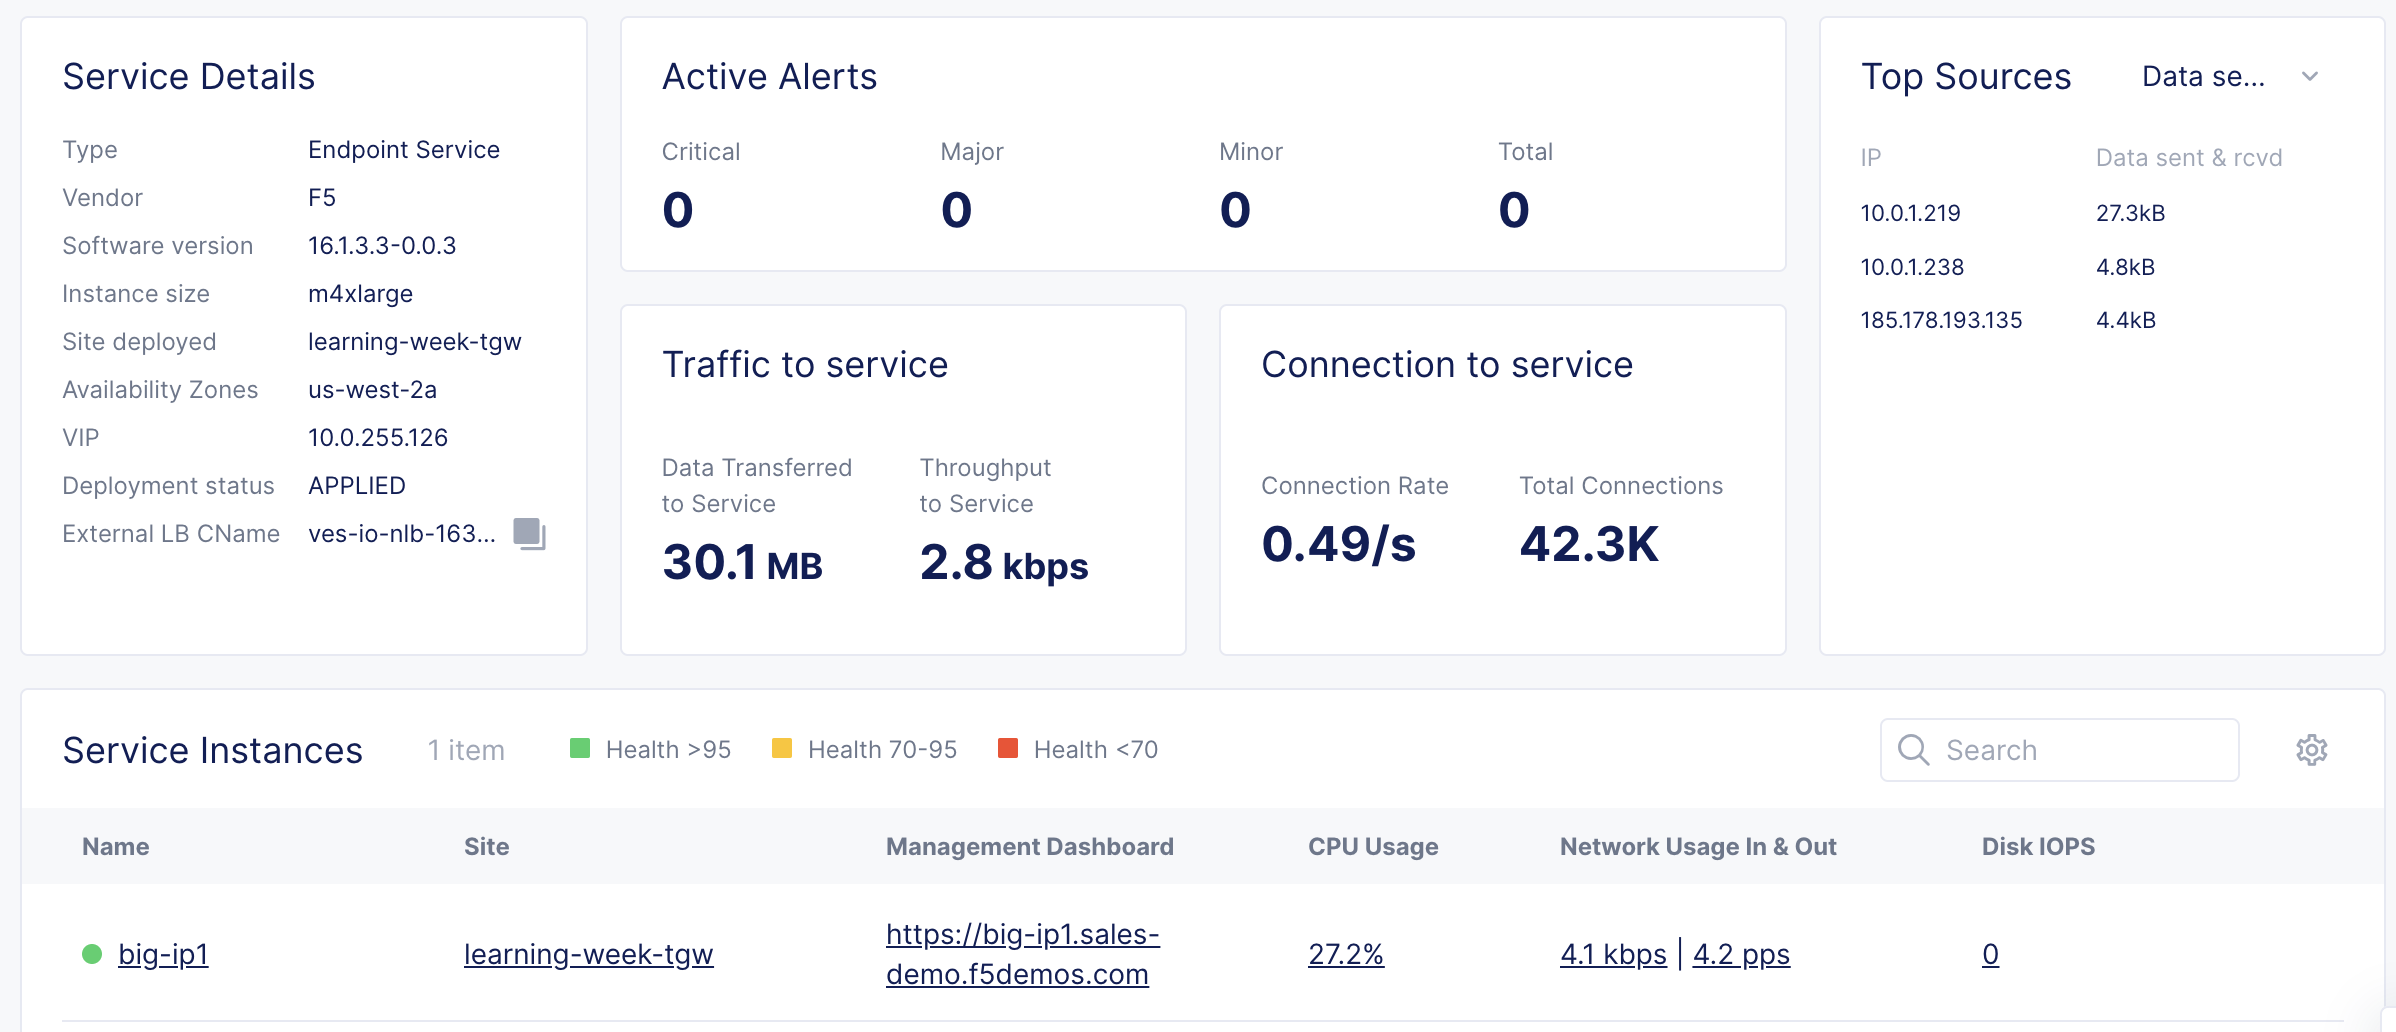 Service Details
Type Endpoint Service
Vendor F5
Software version 16.1.3.3-0.0.3
Instance size m4xlarge
Site deployed learning-week-tgw
Availability Zones us-west-2a
VIP 10.0.255.126
Deployment status APPLIED
External LB CName ves-io-nlb-163...
Active Alerts
Critical Major Minor Total
0 0 0 0
Traffic to service
Data Transferred to Service
30.1 MB
Throughput to Service
2.8 kbps
Connection to service
Connection Rate Total Connections
0.49/s 42.3K
Top Sources Data se...
IP Data sent & rcvd
10.0.1.219 27.3kB
10.0.1.238 4.8kB
185.178.193.135 4.4kB
Service Instances 1 item Health >95 Health 70-95 Health <70 Search
Name Site Management Dashboard CPU Usage Network Usage In & Out Disk IOPS
big-ip1 learning-week-tgw https://big-ip1.sales-demo.f5demos.com 27.2% 4.1 kbps | 4.2 pps 0